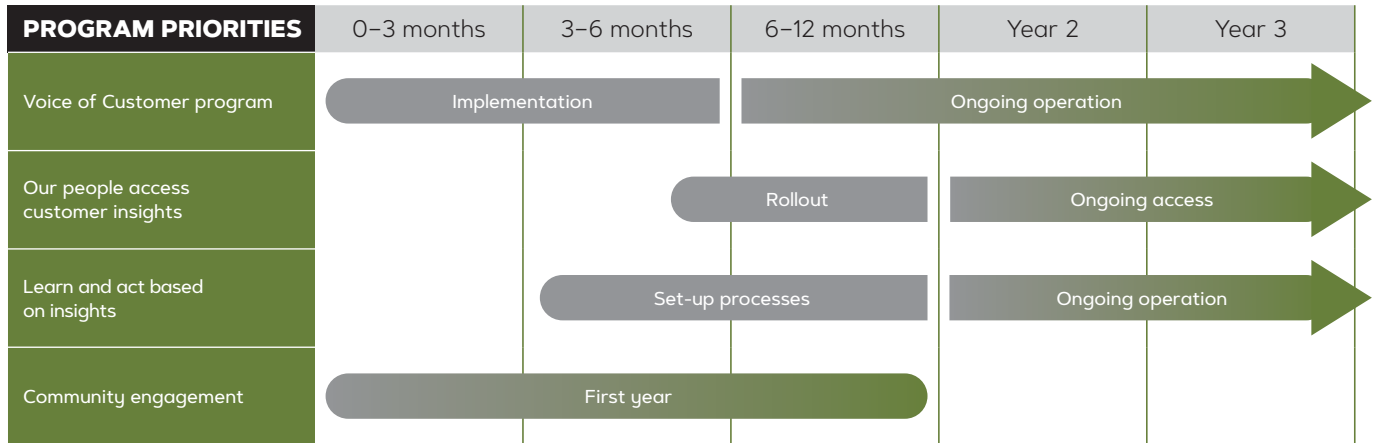 PROGRAM PRIORITIES
0–3 months
3–6 months
6–12 months
Year 2
Year 3
Voice of Customer program
Implementation
Ongoing operation
Our people access
customer insights
Rollout
Ongoing access
Learn and act based
on insights
Set-up processes
Ongoing operation
Community engagement
First year